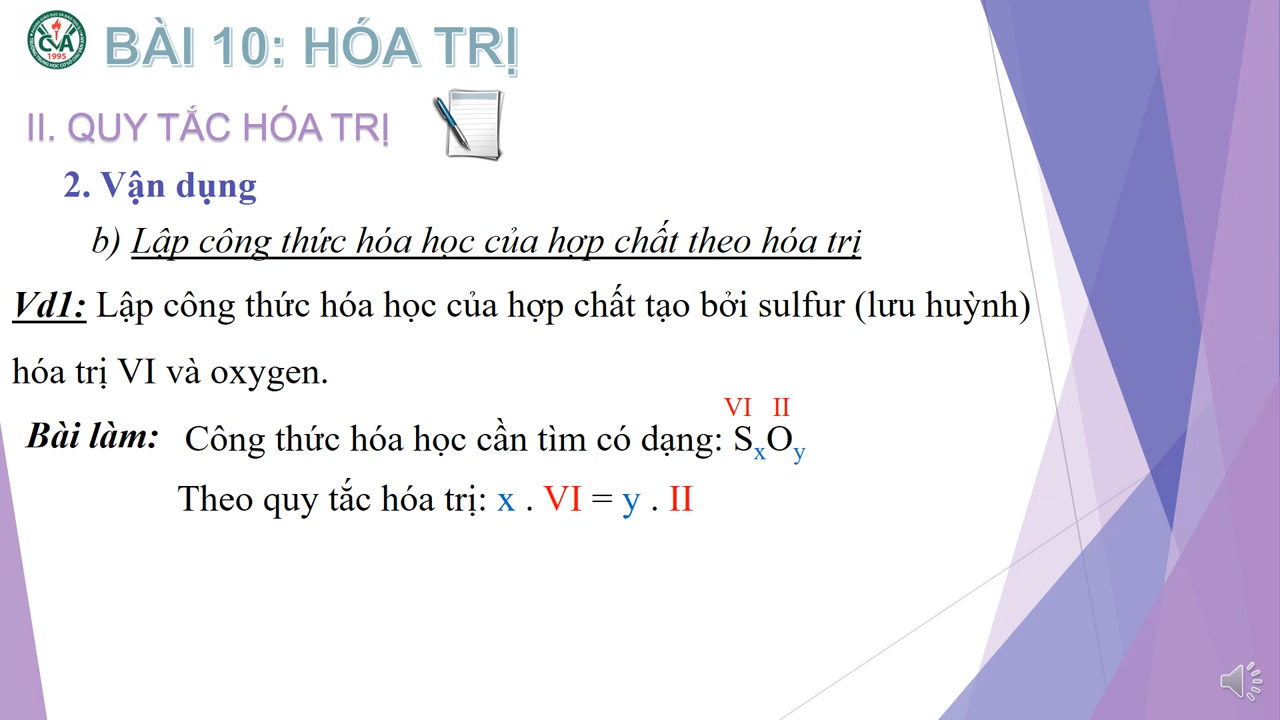 BÀI 10: HÓA TRỊ
CVA
1995
II. QUY TẮC HÓA TRỊ
2. Vận dụng
b) Lập công thức hóa học của hợp chất theo hóa trị
Vd1: Lập công thức hóa học của hợp chất tạo bởi sulfur (lưu huỳnh)
hóa trị VI và oxygen.
VI II
Bài làm: Công thức hóa học cần tìm có dạng: SxOy
Theo quy tắc hóa trị: x . VI = y . II